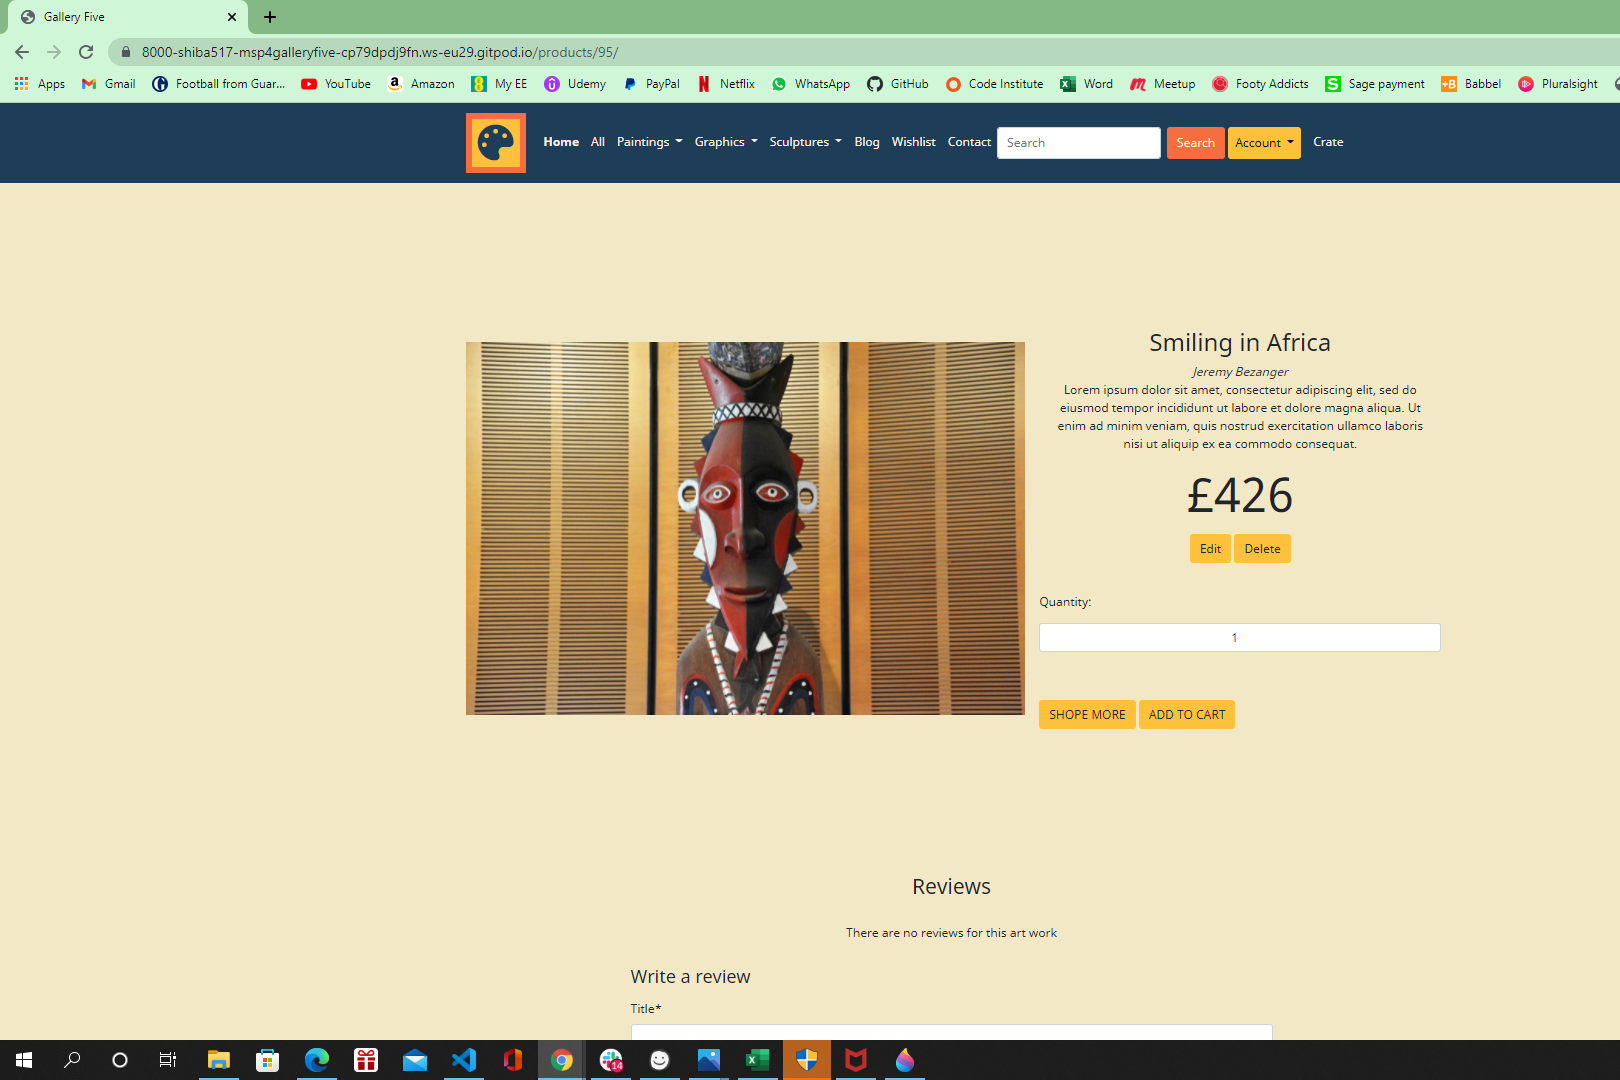 Gallery Five
8000-shiba517-msp4galleryfive-cp79dpdj9fn.ws-eu29.gitpod.io/products/95/
Apps Gmail Football from Guar... YouTube Amazon My EE Udemy PayPal Netflix WhatsApp GitHub Code Institute Word Meetup Footy Addicts Sage payment Babbel Pluralsight
Home All Paintings Graphics Sculptures Blog Wishlist Contact Search Search Account Crate
Smiling in Africa
Jeremy Bezanger
Lorem ipsum dolor sit amet, consectetur adipiscing elit, sed do
eiusmod tempor incididunt ut labore et dolore magna aliqua. Ut
enim ad minim veniam, quis nostrud exercitation ullamco laboris
nisi ut aliquip ex ea commodo consequat.
£426
Edit Delete
Quantity:
1
SHOPE MORE ADD TO CART
Reviews
There are no reviews for this art work
Write a review
Title*
14